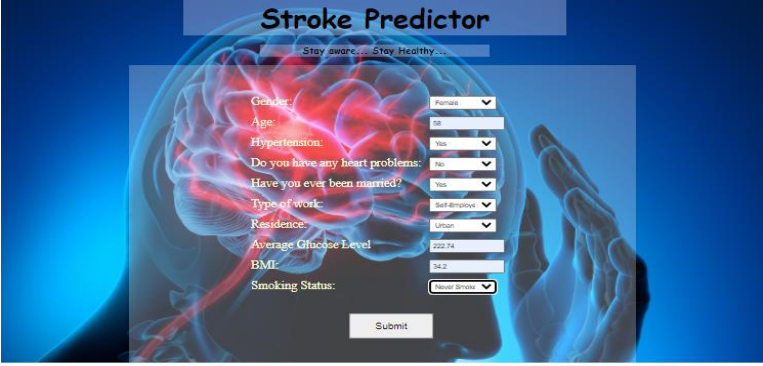 Stroke Predictor
Stay aware... Stay Healthy...
Gender: Female
Age: 58
Hypertension: Yes
Do you have any heart problems: No
Have you ever been married? Yes
Type of work: Self-Employe
Residence: Urban
Average Glucose Level 222.74
BMI: 34.2
Smoking Status: Never Smoke
Submit